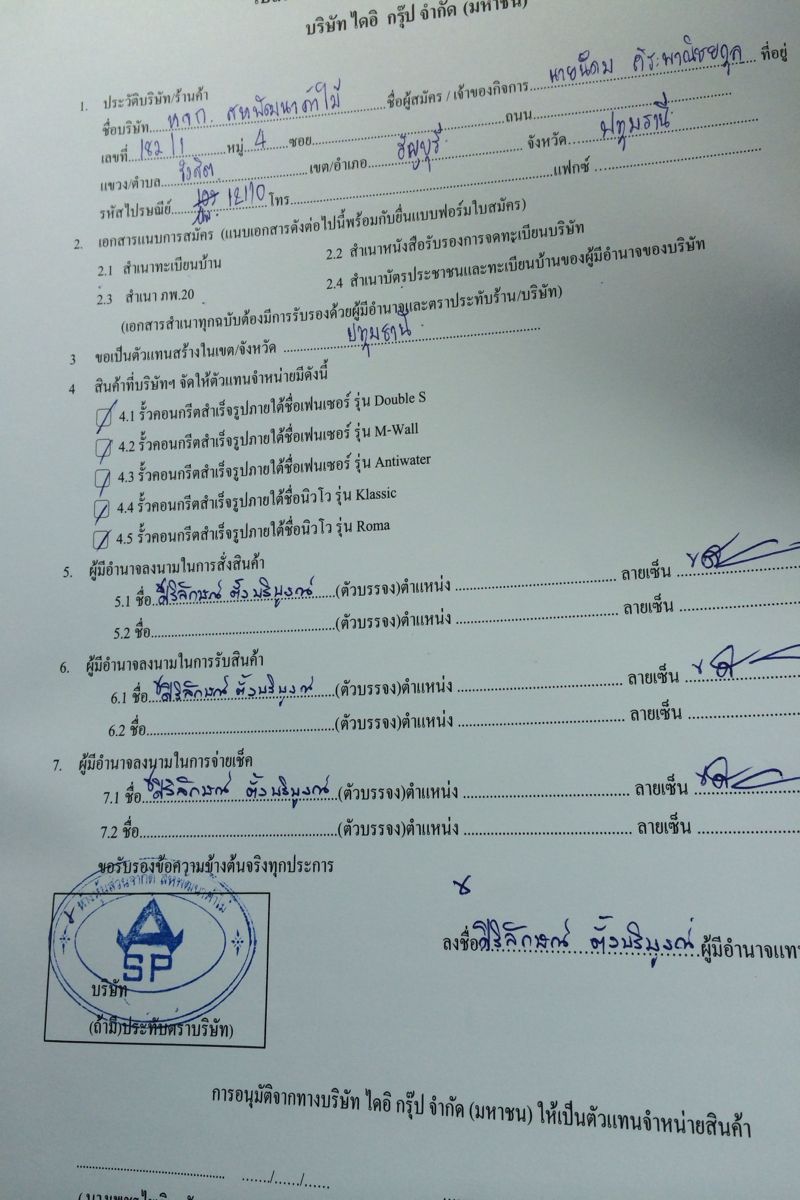 บริษัท ไดอิ กรุ๊ป จำกัด (มหาชน)
1. ประวัติบริษัท/ร้านค้า
ชื่อบริษัท หจก. สหพัฒนาค้าไม้ ชื่อผู้สมัคร / เจ้าของกิจการ นายนิคม ที่อยู่
เลขที่ 182/1 หมู่ 4 ซอย ถนน
แขวง/ตำบล รังสิต เขต/อำเภอ ธัญบุรี จังหวัด ปทุมธานี
รหัสไปรษณีย์ 12110 โทร แฟกซ์
2. เอกสารแนบการสมัคร (แนบเอกสารดังต่อไปนี้พร้อมกับยื่นแบบฟอร์มใบสมัคร)
2.1 สำเนาทะเบียนบ้าน 2.2 สำเนาหนังสือรับรองการจดทะเบียนบริษัท
2.3 สำเนา ภพ.20 2.4 สำเนาบัตรประชาชนและทะเบียนบ้านของผู้มีอำนาจของบริษัท
(เอกสารสำเนาทุกฉบับต้องมีการรับรองด้วยผู้มีอำนาจและตราประทับร้าน/บริษัท)
3 ขอเป็นตัวแทนสร้างในเขต/จังหวัด ปทุมธานี
4 สินค้าที่บริษัทฯ จัดให้ตัวแทนจำหน่ายมีดังนี้
4.1 รั้วคอนกรีตสำเร็จรูปภายใต้ชื่อเฟนเซอร์ รุ่น Double S
4.2 รั้วคอนกรีตสำเร็จรูปภายใต้ชื่อเฟนเซอร์ รุ่น M-Wall
4.3 รั้วคอนกรีตสำเร็จรูปภายใต้ชื่อเฟนเซอร์ รุ่น Antiwater
4.4 รั้วคอนกรีตสำเร็จรูปภายใต้ชื่อนิวโว รุ่น Klassic
4.5 รั้วคอนกรีตสำเร็จรูปภายใต้ชื่อนิวโว รุ่น Roma
5. ผู้มีอำนาจลงนามในการสั่งสินค้า
5.1 ชื่อ ศิริลักษณ์ ตั้งบริบูรณ์ (ตัวบรรจง)ตำแหน่ง ลายเซ็น
5.2 ชื่อ (ตัวบรรจง)ตำแหน่ง ลายเซ็น
6. ผู้มีอำนาจลงนามในการรับสินค้า
6.1 ชื่อ ศิริลักษณ์ ตั้งบริบูรณ์ (ตัวบรรจง)ตำแหน่ง ลายเซ็น
6.2 ชื่อ (ตัวบรรจง)ตำแหน่ง ลายเซ็น
7. ผู้มีอำนาจลงนามในการจ่ายเช็ค
7.1 ชื่อ ศิริลักษณ์ ตั้งบริบูรณ์ (ตัวบรรจง)ตำแหน่ง ลายเซ็น
7.2 ชื่อ (ตัวบรรจง)ตำแหน่ง ลายเซ็น
ขอรับรองข้อความข้างต้นจริงทุกประการ
ห้างหุ้นส่วนจำกัด สหพัฒนาค้าไม้
SP
ลงชื่อ ศิริลักษณ์ ตั้งบริบูรณ์ ผู้มีอำนาจแทน
บริษัท
(ถ้ามี)ประทับตราบริษัท)
การอนุมัติจากทางบริษัท ไดอิ กรุ๊ป จำกัด (มหาชน) ให้เป็นตัวแทนจำหน่ายสินค้า